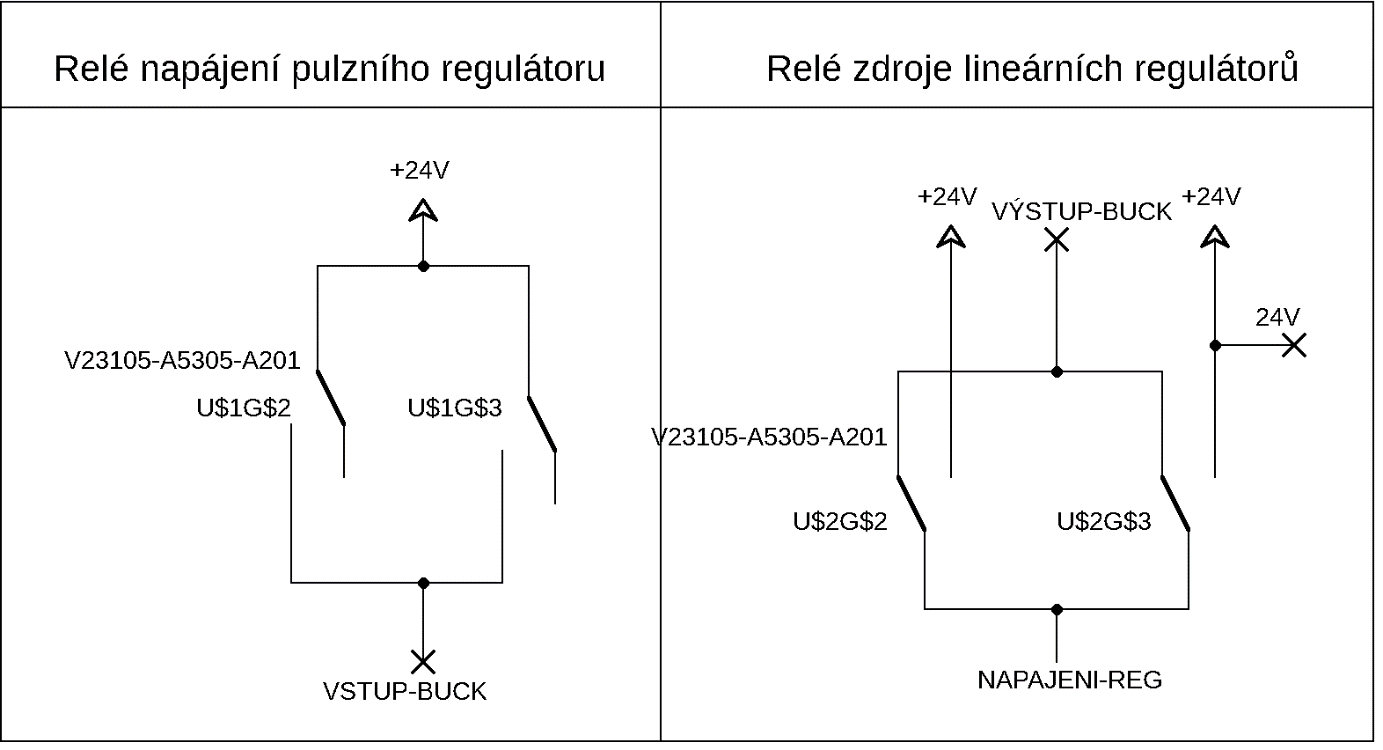 Relé napájení pulzního regulátoru
Relé zdroje lineárních regulátorů
+24V
V23105-A5305-A201
U$1G$2
U$1G$3
VSTUP-BUCK
+24V
VÝSTUP-BUCK
+24V
24V
V23105-A5305-A201
U$2G$2
U$2G$3
NAPAJENI-REG